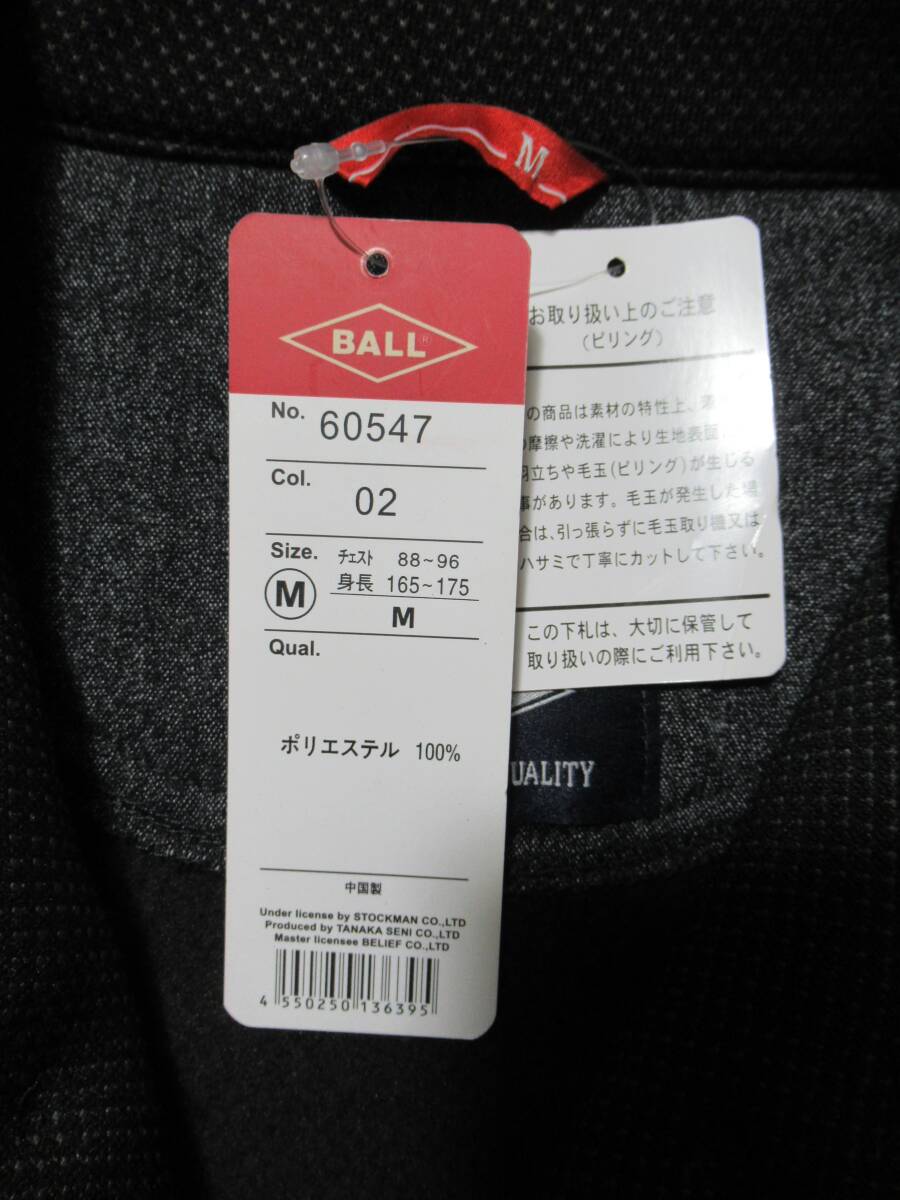 M
BALL®
No. 60547
Col. 02
Size. チェスト 88~96
M 身長 165~175
M
Qual.
ポリエステル 100%
中国製
Under license by STOCKMAN CO.,LTD
Produced by TANAKA SENI CO.,LTD
Master licensee BELIEF CO.,LTD
4 550250 136395
お取り扱い上のご注意
(ピリング)
の商品は素材の特性上、
摩擦や洗濯により生地表面
羽立ちや毛玉(ピリング)が生じる
事があります。毛玉が発生した場
合は、引っ張らずに毛玉取り機又は
ハサミで丁寧にカットして下さい。
この下札は、大切に保管して
取り扱いの際にご利用下さい。
UALITY